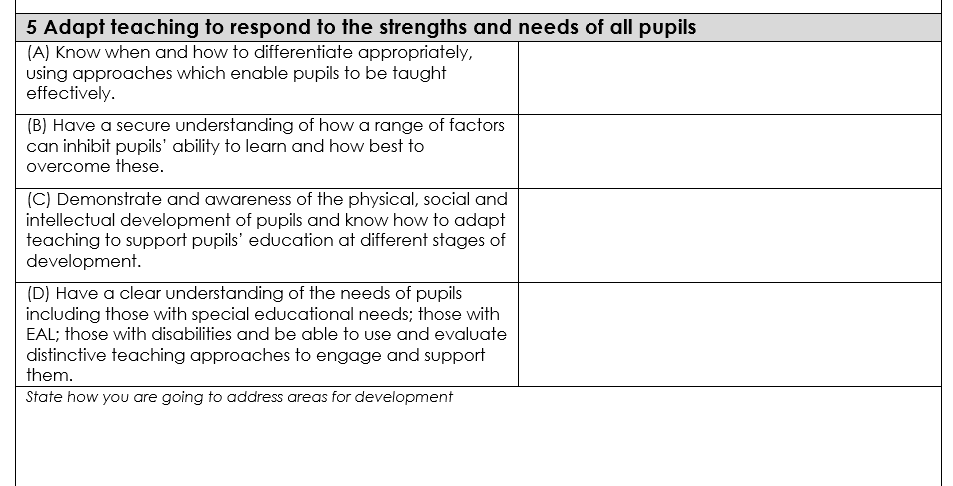 5 Adapt teaching to respond to the strengths and needs of all pupils
(A) Know when and how to differentiate appropriately,
using approaches which enable pupils to be taught
effectively.
(B) Have a secure understanding of how a range of factors
can inhibit pupils' ability to learn and how best to
overcome these.
(C) Demonstrate and awareness of the physical, social and
intellectual development of pupils and know how to adapt
teaching to support pupils' education at different stages of
development.
(D) Have a clear understanding of the needs of pupils
including those with special educational needs; those with
EAL; those with disabilities and be able to use and evaluate
distinctive teaching approaches to engage and support
them.
State how you are going to address areas for development